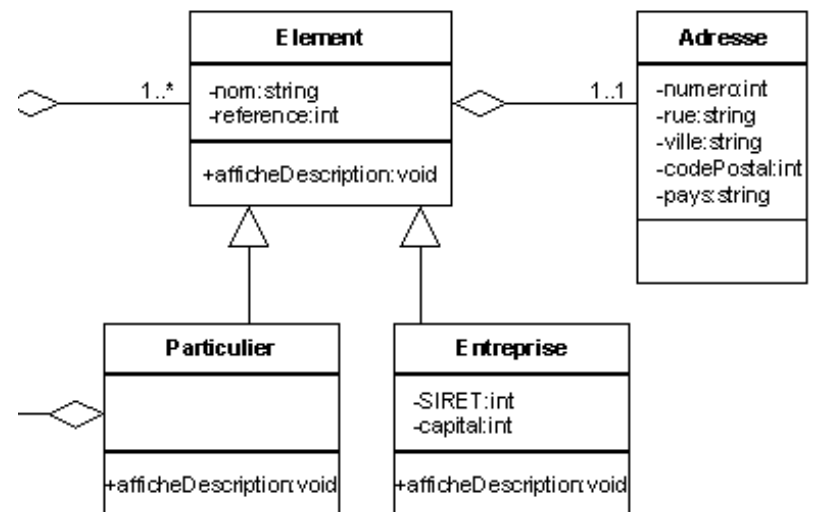 Element
1..*
-nom:string
-reference:int
+afficheDescription:void
1..1
Adresse
-numero:int
-rue:string
-ville:string
-codePostal:int
-pays:string
Particulier
+afficheDescription:void
Entreprise
-SIRET:int
-capital:int
+afficheDescription:void